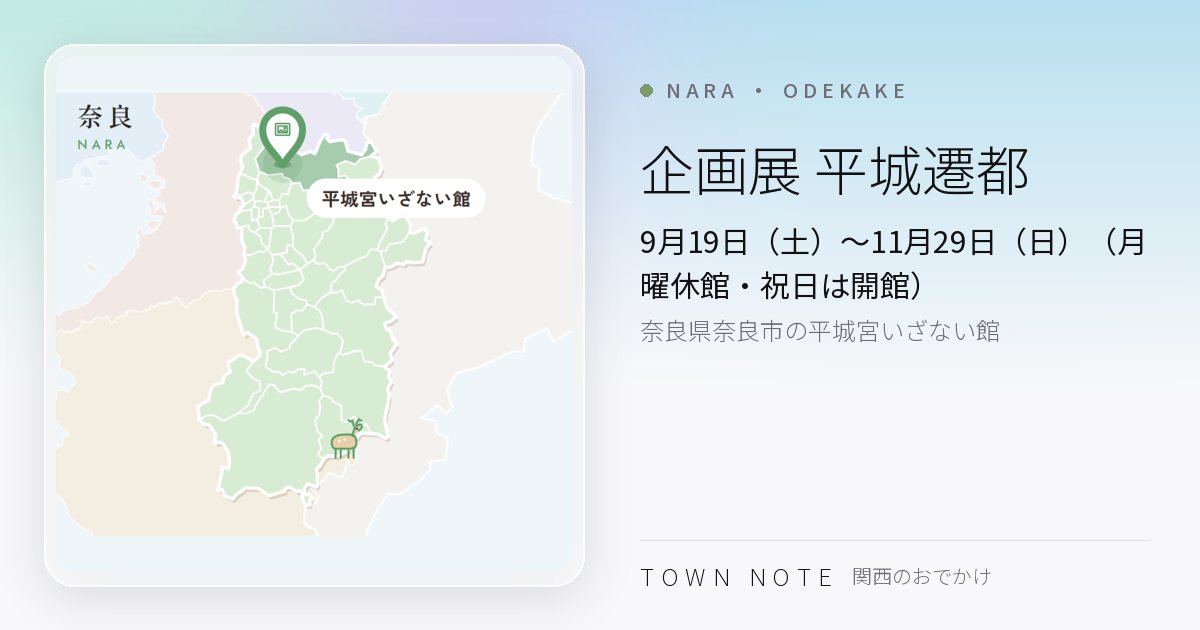 奈良
NARA
平城宮いざない館
NARA ・ ODEKAKE
企画展 平城遷都
9月19日（土）〜11月29日（日）（月
曜休館・祝日は開館）
奈良県奈良市の平城宮いざない館
TOWN NOTE 関西のおでかけ